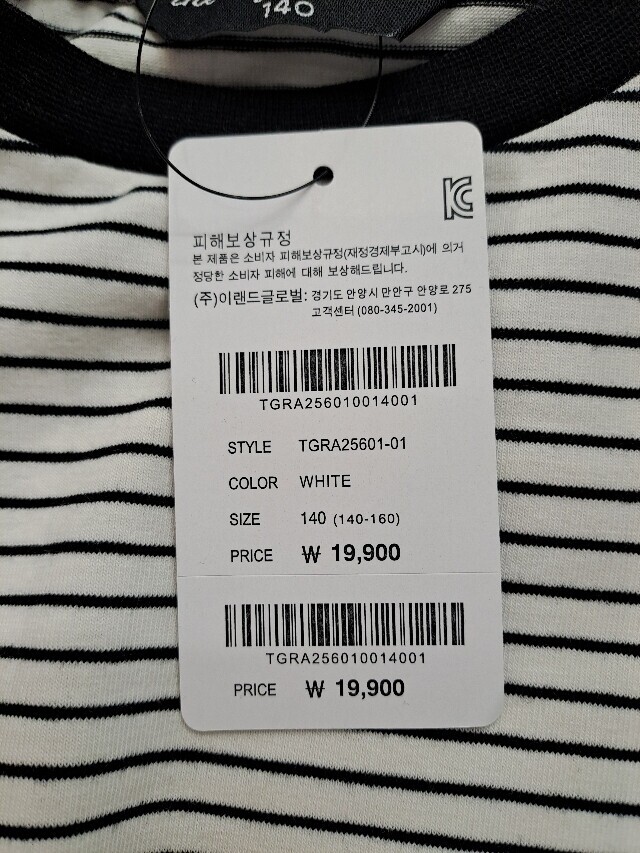 140
피해보상규정
본 제품은 소비자 피해보상규정(재정경제부고시)에 의거
정당한 소비자 피해에 대해 보상해드립니다.
(주)이랜드글로벌: 경기도 안양시 만안구 안양로 275
고객센터 (080-345-2001)
TGRA256010014001
STYLE TGRA25601-01
COLOR WHITE
SIZE 140 (140-160)
PRICE ₩ 19,900
TGRA256010014001
PRICE ₩ 19,900